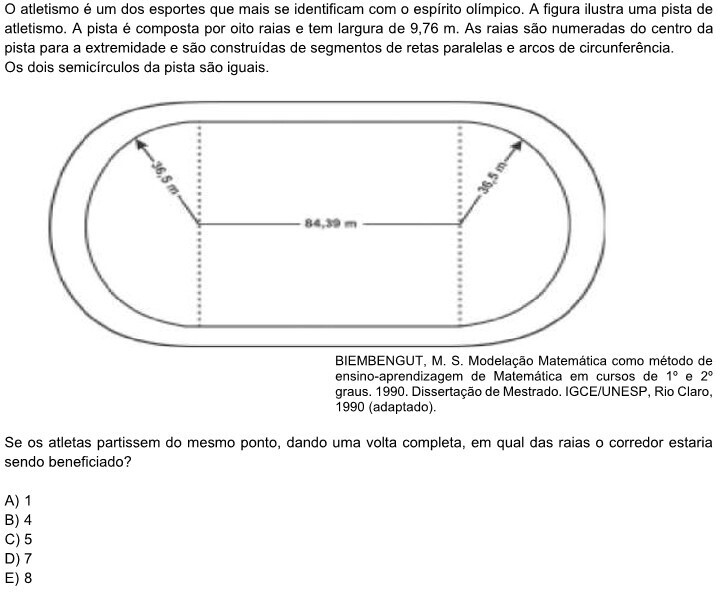 O atletismo é um dos esportes que mais se identificam com o espírito olímpico. A figura ilustra uma pista de
atletismo. A pista é composta por oito raias e tem largura de 9,76 m. As raias são numeradas do centro da
pista para a extremidade e são construídas de segmentos de retas paralelas e arcos de circunferência.
Os dois semicírculos da pista são iguais.
36,5 m
36,5 m
84,39 m
BIEMBENGUT, M. S. Modelação Matemática como método de
ensino-aprendizagem de Matemática em cursos de 1º e 2º
graus. 1990. Dissertação de Mestrado. IGCE/UNESP, Rio Claro,
1990 (adaptado).
Se os atletas partissem do mesmo ponto, dando uma volta completa, em qual das raias o corredor estaria
sendo beneficiado?
A) 1
B) 4
C) 5
D) 7
E) 8